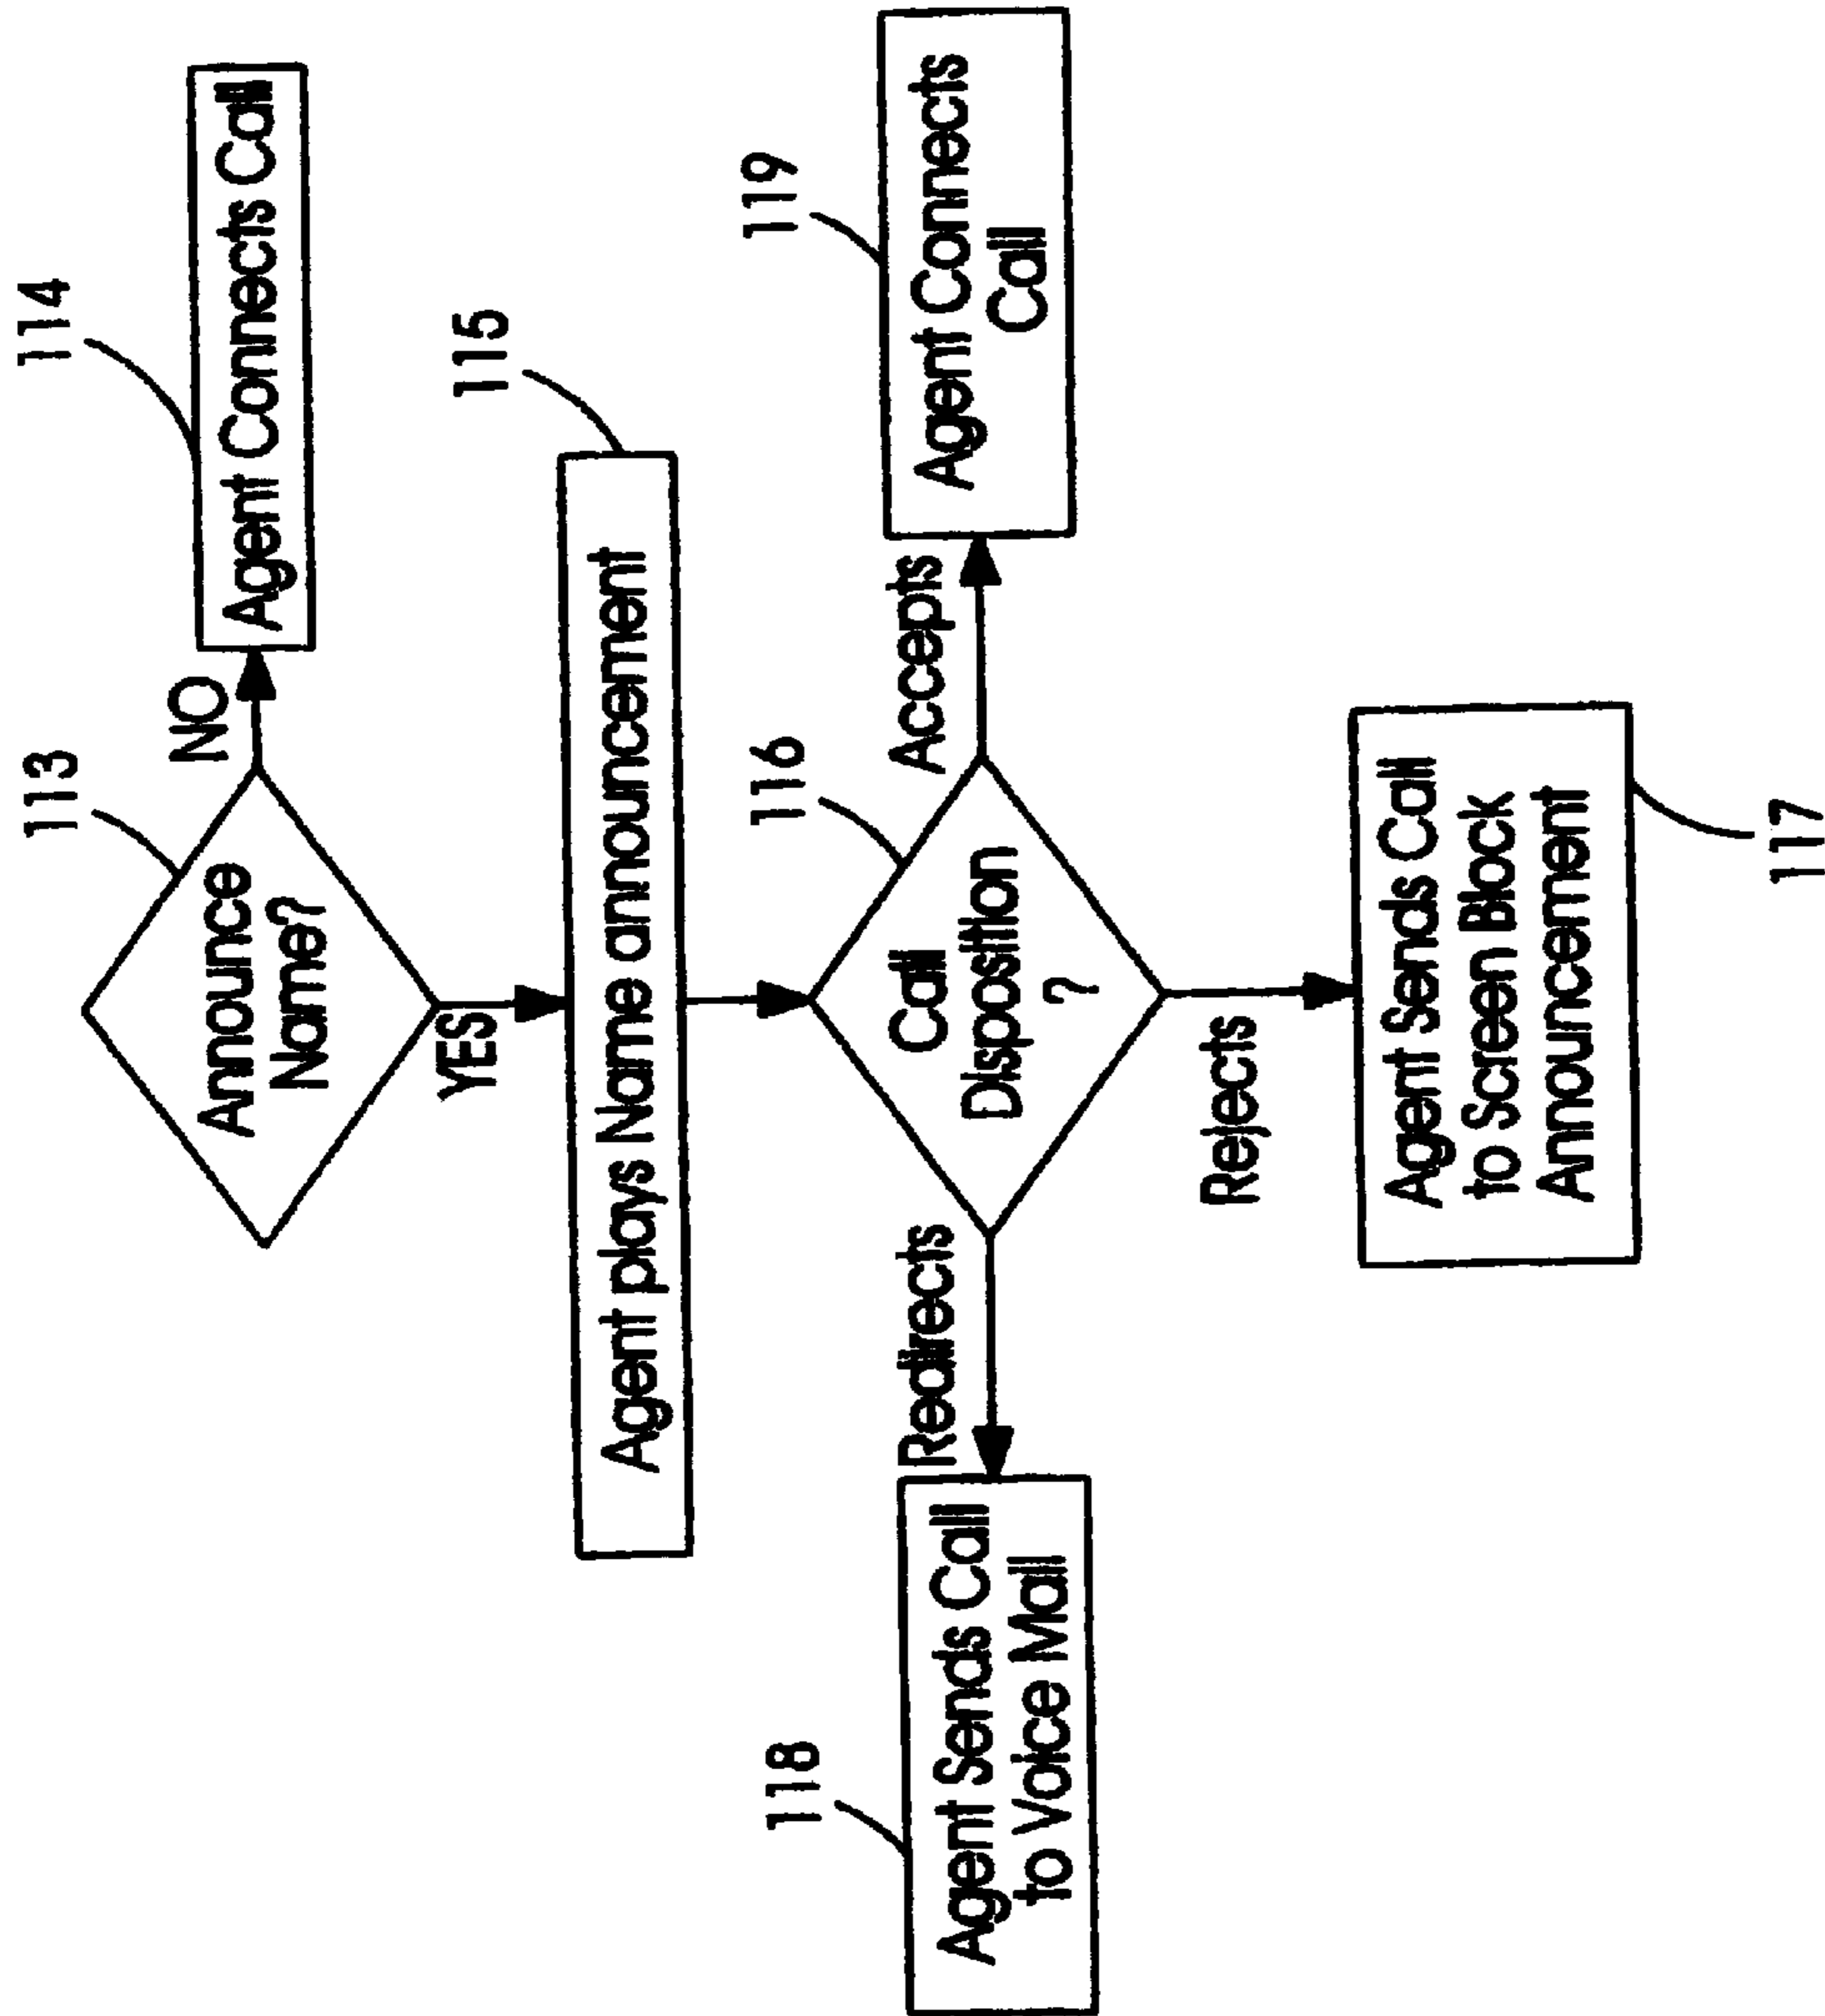 113
Announce
Name?
NO
114
Agent Connects Call
YES
115
Agent plays Name announcement
116
Call
Disposition
?
Redirects
118
Agent Sends Call
to Voice Mail
Accepts
119
Agent Connects
Call
Rejects
Agent sends Call
to Screen Block
Announcement
117